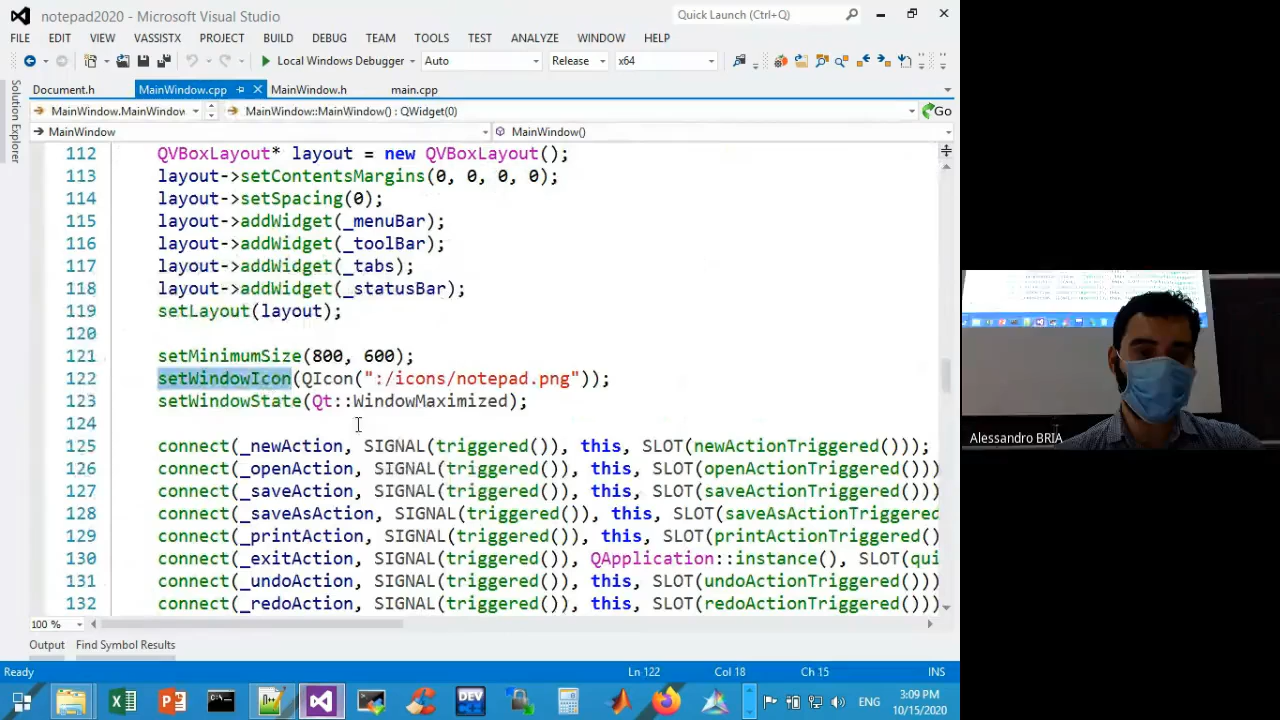 notepad2020 - Microsoft Visual Studio
Quick Launch (Ctrl+Q)
FILE EDIT VIEW VASSISTX PROJECT BUILD DEBUG TEAM TOOLS TEST ANALYZE WINDOW HELP
Local Windows Debugger Auto Release x64
Solution Explorer
Document.h MainWindow.cpp MainWindow.h main.cpp
MainWindow.MainWindow MainWindow::MainWindow() : QWidget(0) Go
MainWindow MainWindow()
112 QVBoxLayout* layout = new QVBoxLayout();
113 layout->setContentsMargins(0, 0, 0, 0);
114 layout->setSpacing(0);
115 layout->addWidget(_menuBar);
116 layout->addWidget(_toolBar);
117 layout->addWidget(_tabs);
118 layout->addWidget(_statusBar);
119 setLayout(layout);
120
121 setMinimumSize(800, 600);
122 setWindowIcon(QIcon(":/icons/notepad.png"));
123 setWindowState(Qt::WindowMaximized);
124
125 connect(_newAction, SIGNAL(triggered()), this, SLOT(newActionTriggered()));
126 connect(_openAction, SIGNAL(triggered()), this, SLOT(openActionTriggered())
127 connect(_saveAction, SIGNAL(triggered()), this, SLOT(saveActionTriggered())
128 connect(_saveAsAction, SIGNAL(triggered()), this, SLOT(saveAsActionTriggered
129 connect(_printAction, SIGNAL(triggered()), this, SLOT(printActionTriggered()
130 connect(_exitAction, SIGNAL(triggered()), QApplication::instance(), SLOT(qui
131 connect(_undoAction, SIGNAL(triggered()), this, SLOT(undoActionTriggered())
132 connect(_redoAction, SIGNAL(triggered()), this, SLOT(redoActionTriggered())
100 %
Output Find Symbol Results
Ready Ln 122 Col 18 Ch 15 INS
DEV ENG 3:09 PM
10/15/2020
Alessandro BRIA